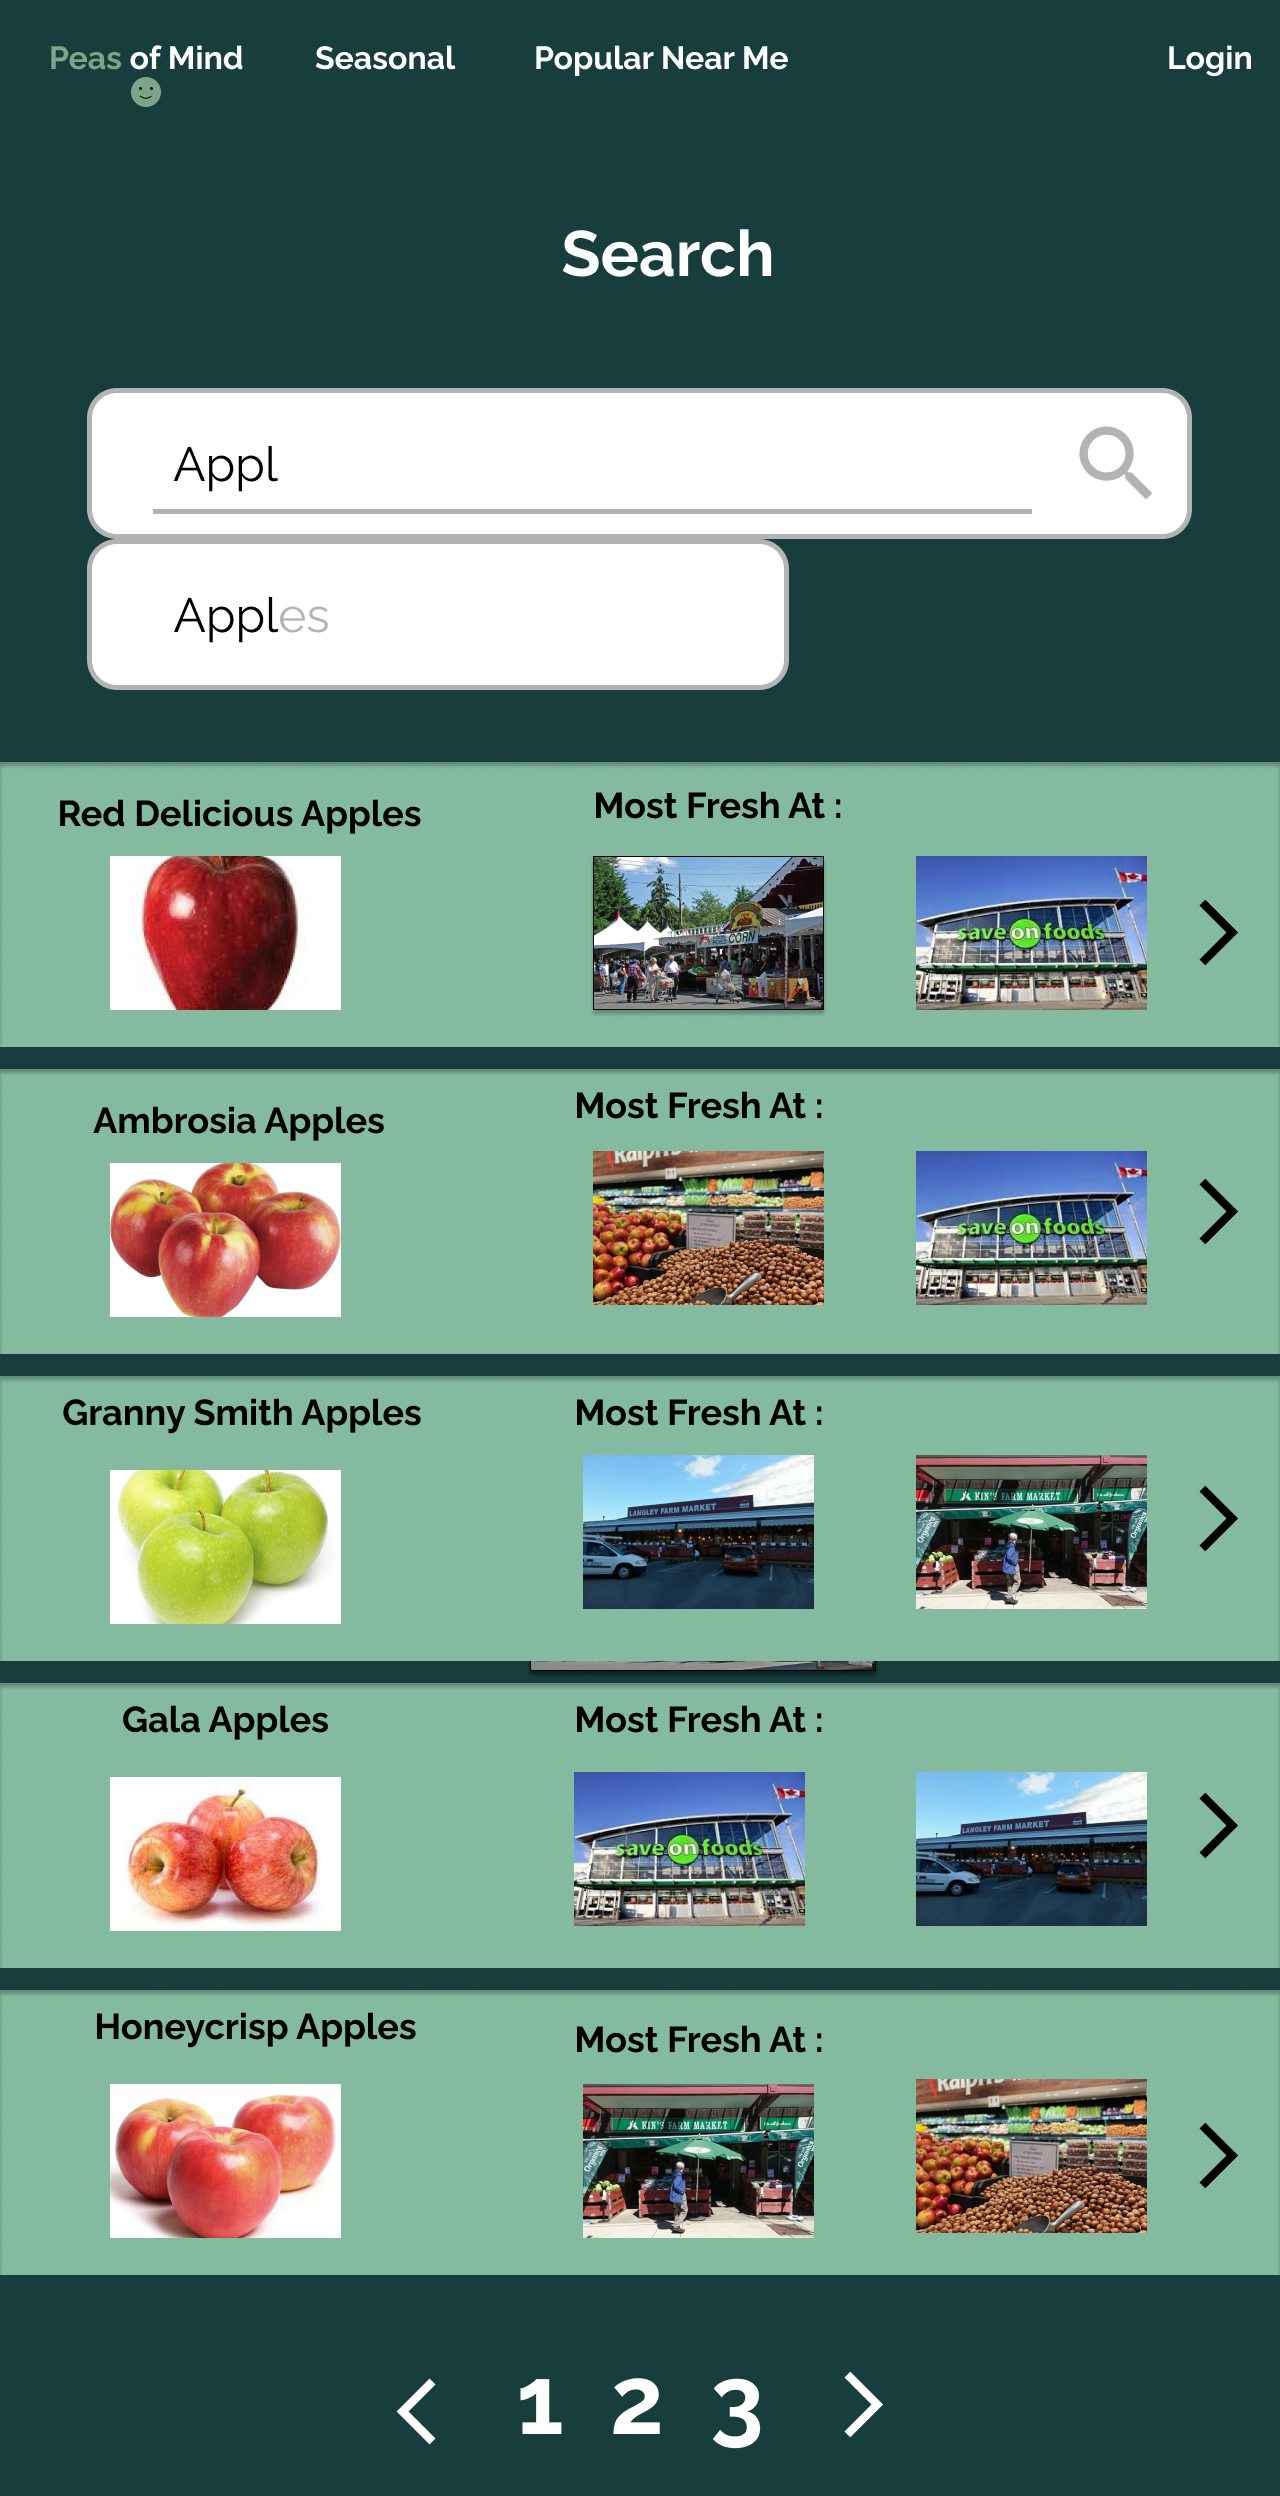 Peas of Mind
Seasonal
Popular Near Me
Login
Search
Appl
Apples
Red Delicious Apples
Most Fresh At :
CORN
save on foods
Ambrosia Apples
Most Fresh At :
save on foods
Granny Smith Apples
Most Fresh At :
LANGLEY FARM MARKET
KIN'S FARM MARKET
Organics
Gala Apples
Most Fresh At :
save on foods
LANGLEY FARM MARKET
Honeycrisp Apples
Most Fresh At :
KIN'S FARM MARKET
1 2 3